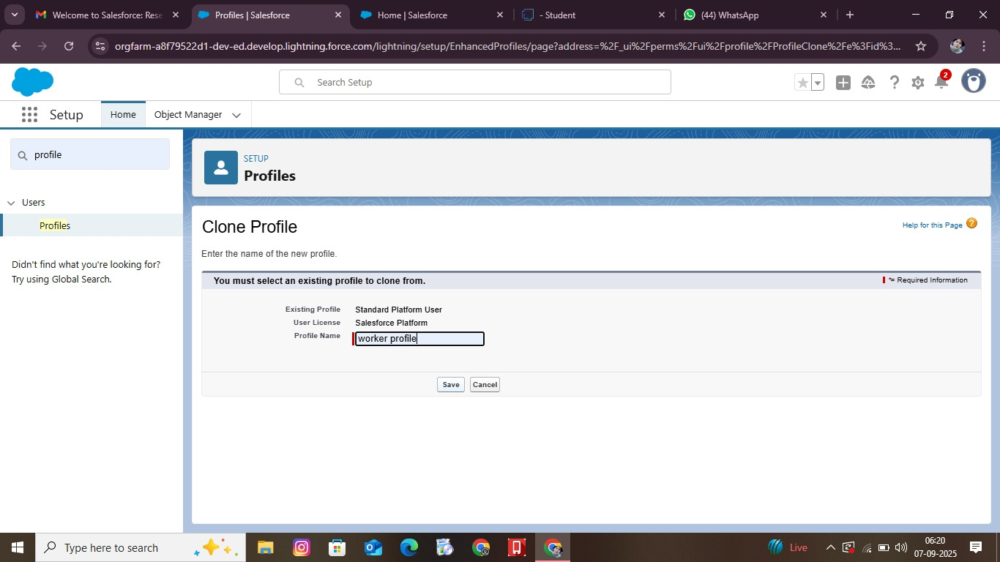 Welcome to Salesforce: Rese
Profiles | Salesforce
Home | Salesforce
- Student
(44) WhatsApp
orgfarm-a8f79522d1-dev-ed.develop.lightning.force.com/lightning/setup/EnhancedProfiles/page?address=%2F_ui%2Fperms%2Fui%2Fprofile%2FProfileClone%2Fe%3Fid%3...
Search Setup
2
Setup
Home
Object Manager
profile
Users
Profiles
Didn't find what you're looking for?
Try using Global Search.
SETUP
Profiles
Clone Profile
Help for this Page
Enter the name of the new profile.
You must select an existing profile to clone from.
= Required Information
Existing Profile Standard Platform User
User License Salesforce Platform
Profile Name worker profile
Save Cancel
Type here to search
Live
06:20
07-09-2025